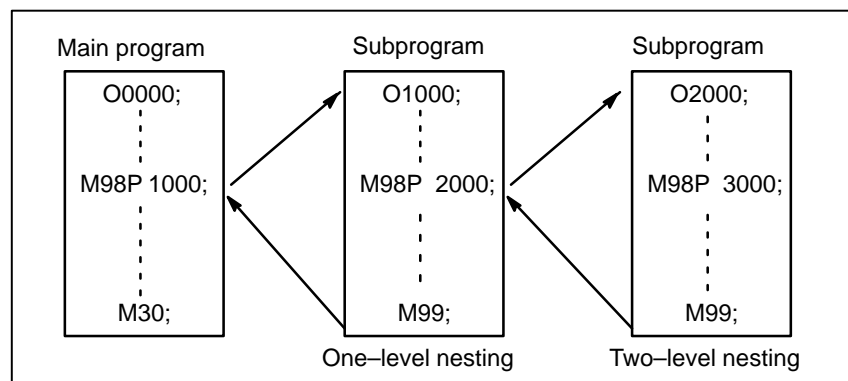 Main program
O0000;
M98P 1000;
M30;
Subprogram
O1000;
M98P 2000;
M99;
One–level nesting
Subprogram
O2000;
M98P 3000;
M99;
Two–level nesting